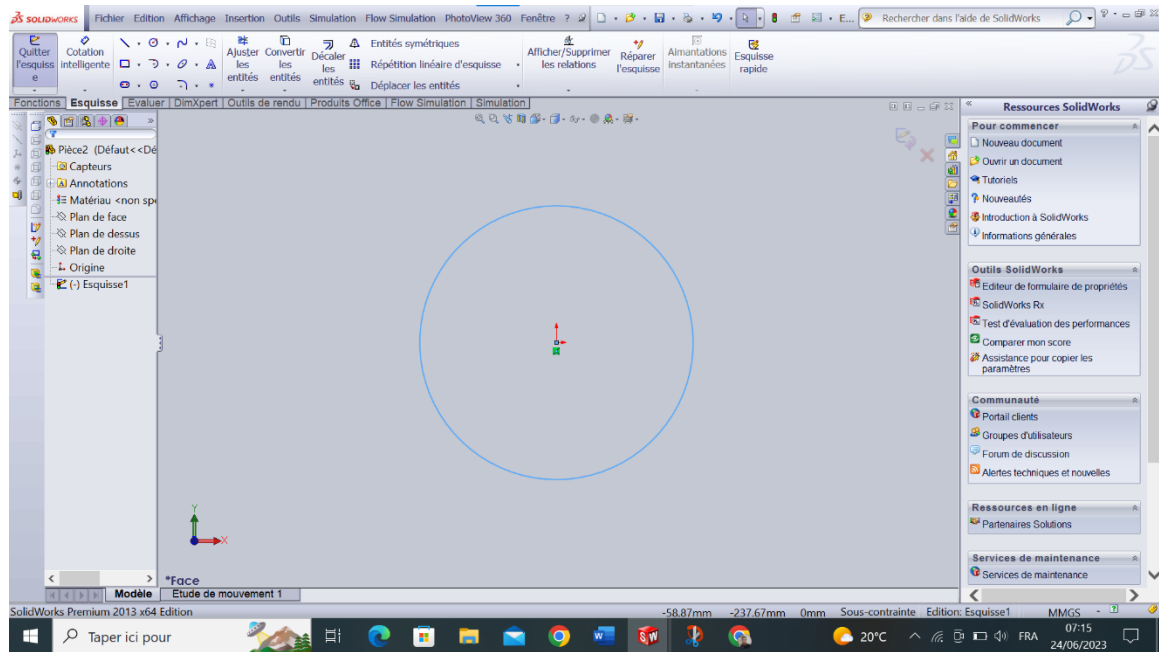 SOLIDWORKS Fichier Edition Affichage Insertion Outils Simulation Flow Simulation PhotoView 360 Fenêtre ? E... Rechercher dans l'aide de SolidWorks ?
Quitter l'esquiss e
Cotation intelligente
Ajuster les entités
Convertir les entités
Décaler les entités
Entités symétriques
Répétition linéaire d'esquisse
Déplacer les entités
Afficher/Supprimer les relations
Réparer l'esquisse
Aimantations instantanées
Esquisse rapide
Fonctions Esquisse Evaluer DimXpert Outils de rendu Produits Office Flow Simulation Simulation
Pièce2 (Défaut<<Dé
Capteurs
Annotations
Matériau <non spé
Plan de face
Plan de dessus
Plan de droite
Origine
(-) Esquisse1
Y
X
*Face
Ressources SolidWorks
Pour commencer
Nouveau document
Ouvrir un document
Tutoriels
Nouveautés
Introduction à SolidWorks
Informations générales
Outils SolidWorks
Editeur de formulaire de propriétés
SolidWorks Rx
Test d'évaluation des performances
Comparer mon score
Assistance pour copier les
paramètres
Communauté
Portail clients
Groupes d'utilisateurs
Forum de discussion
Alertes techniques et nouvelles
Ressources en ligne
Partenaires Solutions
Services de maintenance
Services de maintenance
Modèle Etude de mouvement 1
SolidWorks Premium 2013 x64 Edition -58.87mm -237.67mm 0mm Sous-contrainte Edition: Esquisse1 MMGS
Taper ici pour 20°C FRA 07:15
24/06/2023